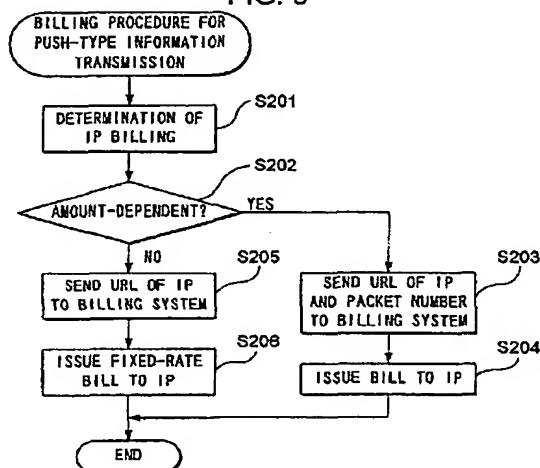 BILLING PROCEDURE FOR
PUSH-TYPE INFORMATION
TRANSMISSION
S201
DETERMINATION OF
IP BILLING
S202
AMOUNT-DEPENDENT?
YES
NO
S205
SEND URL OF IP
TO BILLING SYSTEM
S203
SEND URL OF IP
AND PACKET NUMBER
TO BILLING SYSTEM
S206
ISSUE FIXED-RATE
BILL TO IP
S204
ISSUE BILL TO IP
END